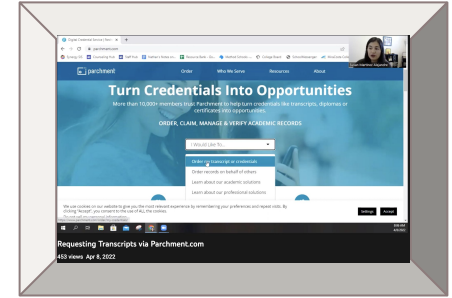 parchment.com
parchment
Order
Who We Serve
Resources
About
Turn Credentials Into Opportunities
More than 10,000+ members trust Parchment to help turn credentials like transcripts, diplomas or
certificates into opportunities.
ORDER, CLAIM, MANAGE & VERIFY ACADEMIC RECORDS
I Would Like To...
Order my transcript or credentials
Order records on behalf of others
Learn about our academic solutions
Learn about our professional solutions
We use cookies on our website to give you the most relevant experience by remembering your preferences and repeat visits. By
clicking "Accept", you consent to the use of ALL the cookies.
Settings
Accept
Requesting Transcripts via Parchment.com
453 views Apr 8, 2022